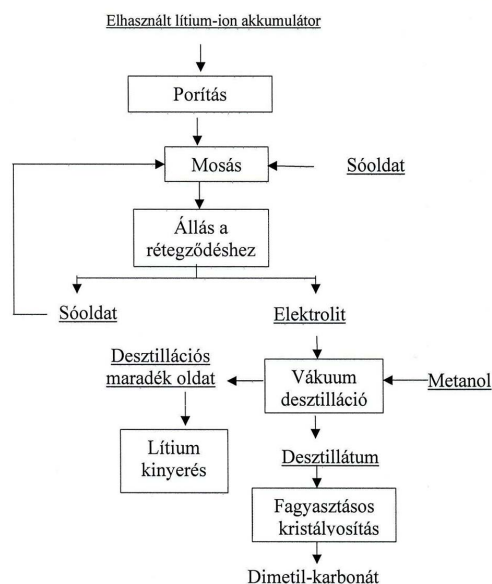 Elhasznált lítium-ion akkumulátor
Porítás
Mosás
Sóoldat
Állás a
rétegződéshez
Sóoldat
Elektrolit
Desztillációs
maradék oldat
Vákuum
desztilláció
Metanol
Lítium
kinyerés
Desztillátum
Fagyasztásos
kristályosítás
Dimetil-karbonát